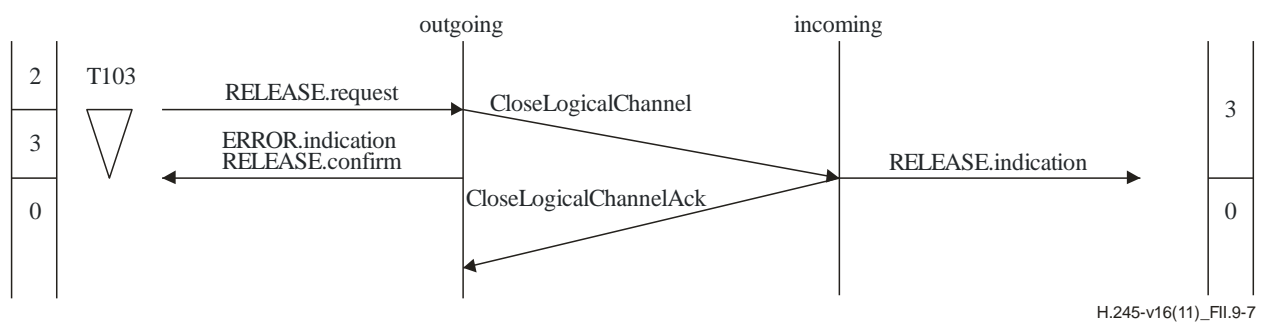 outgoing
incoming
2
T103
RELEASE.request
CloseLogicalChannel
3
3
ERROR.indication
RELEASE.confirm
RELEASE.indication
CloseLogicalChannelAck
0
0
H.245-v16(11)_FII.9-7